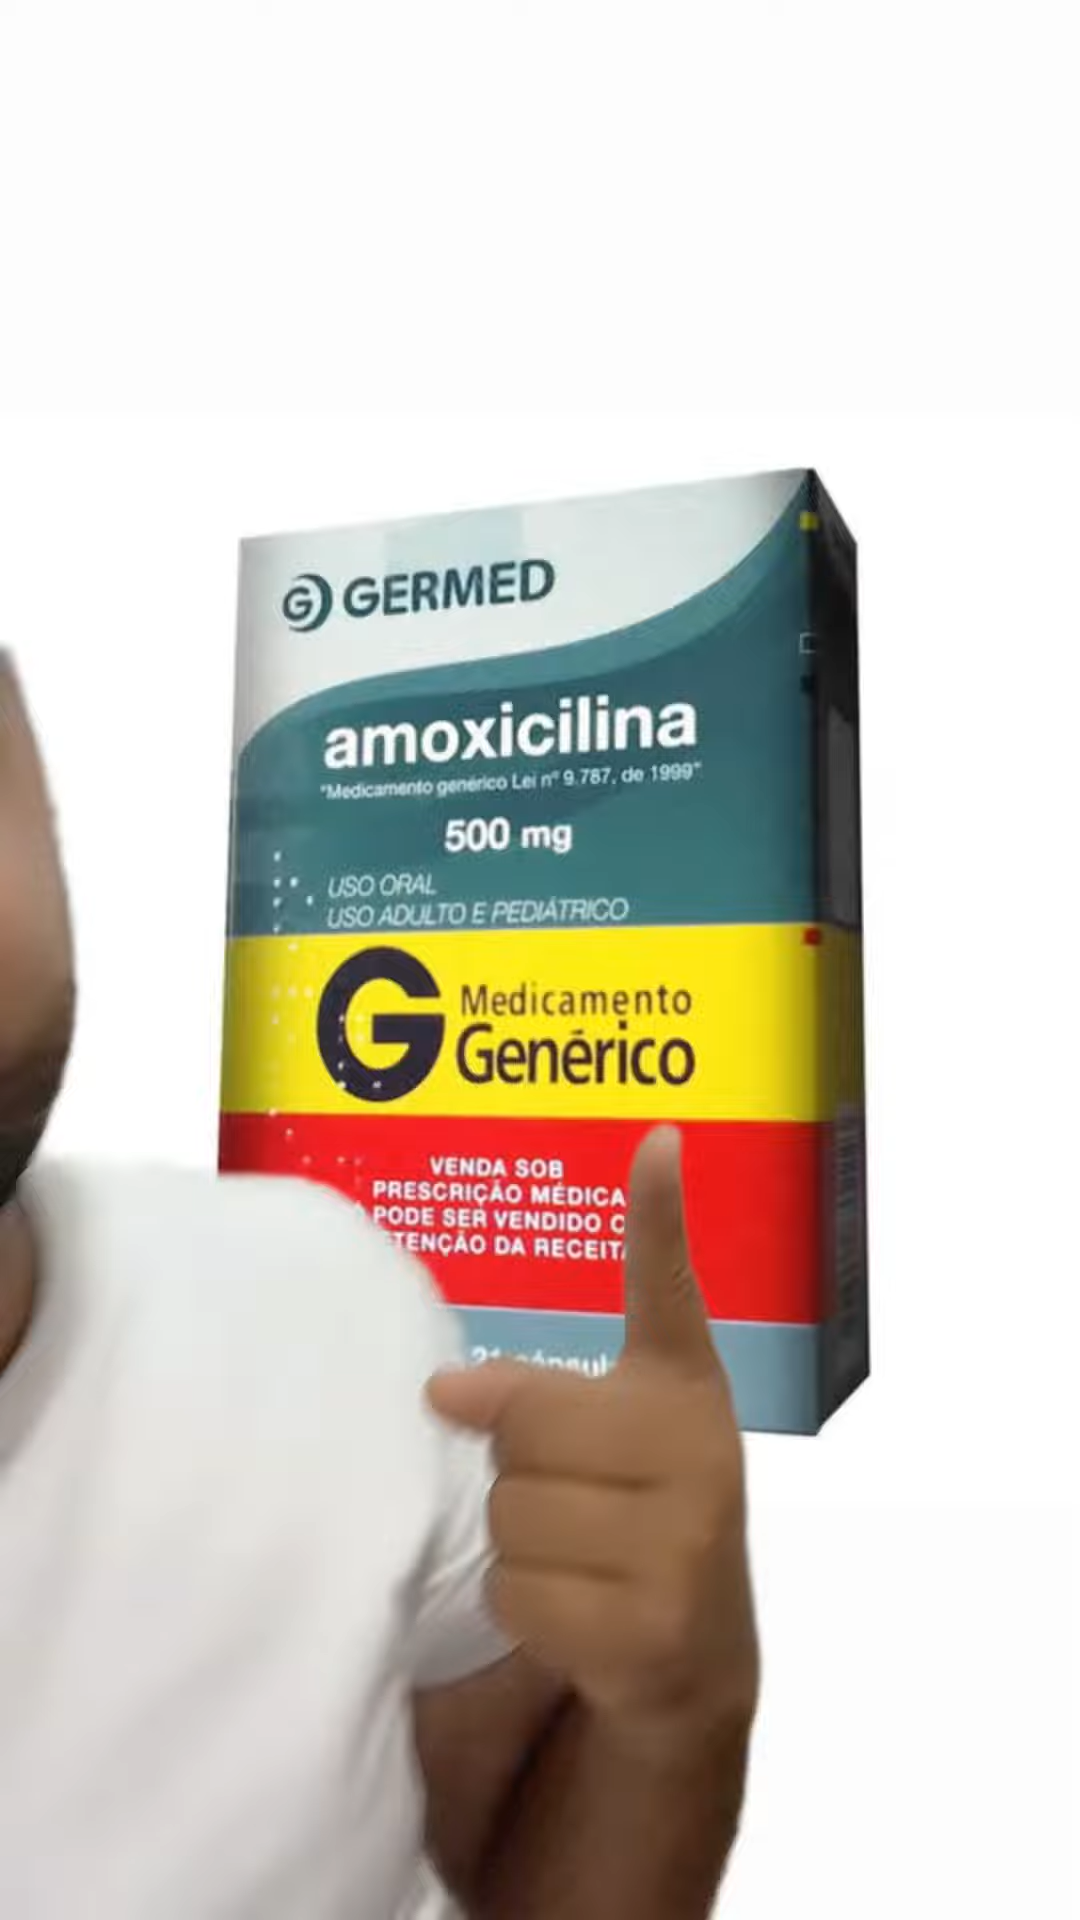 GERMED
amoxicilina
"Medicamento genérico Lei nº 9.787, de 1999"
500 mg
USO ORAL
USO ADULTO E PEDIÁTRICO
G Medicamento
Genérico
VENDA SOB
PRESCRIÇÃO MÉDICA
PODE SER VENDIDO
DA
21